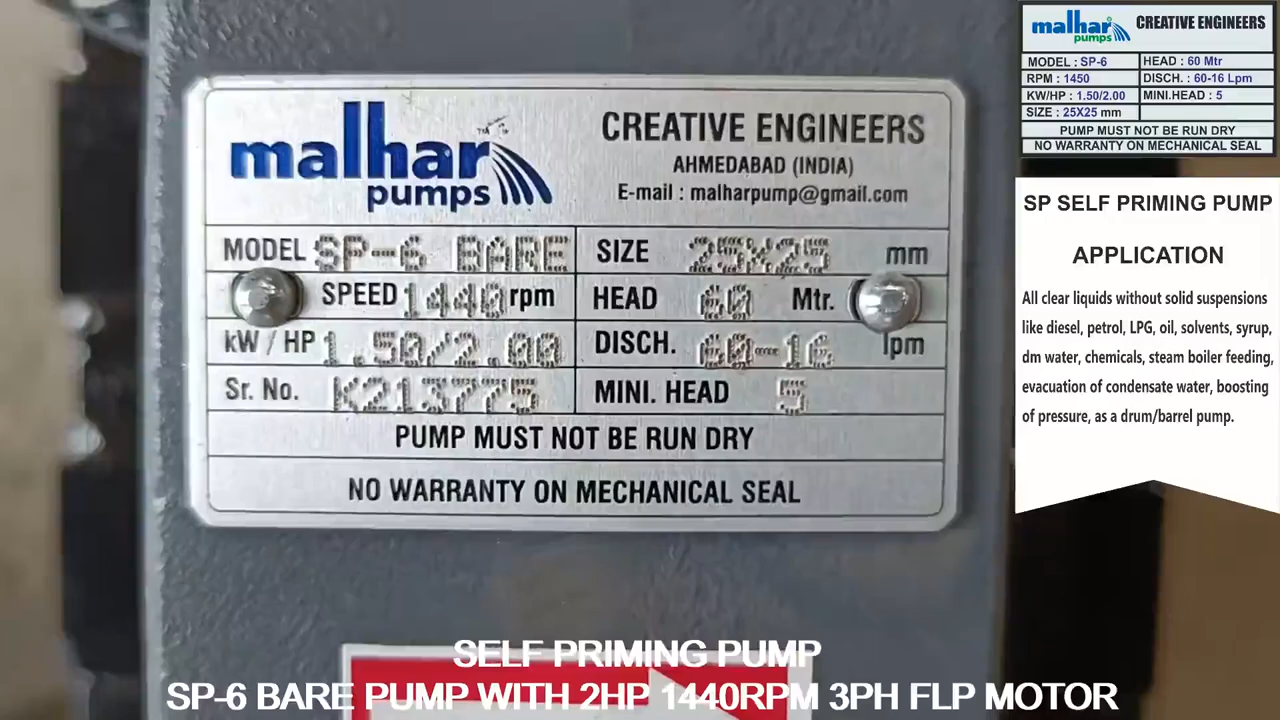 malhar pumps
CREATIVE ENGINEERS
AHMEDABAD (INDIA)
E-mail : malharpump@gmail.com
MODEL SP-6 BARE
SIZE 25X25 mm
SPEED 1440 rpm
HEAD 60 Mtr.
kW / HP 1.50/2.00
DISCH. 60-16 lpm
Sr. No. K213775
MINI. HEAD 5
PUMP MUST NOT BE RUN DRY
NO WARRANTY ON MECHANICAL SEAL
malhar pumps
CREATIVE ENGINEERS
MODEL : SP-6
HEAD : 60 Mtr
RPM : 1450
DISCH. : 60-16 Lpm
KW/HP : 1.50/2.00
MINI.HEAD : 5
SIZE : 25X25 mm
PUMP MUST NOT BE RUN DRY
NO WARRANTY ON MECHANICAL SEAL
SP SELF PRIMING PUMP
APPLICATION
All clear liquids without solid suspensions
like diesel, petrol, LPG, oil, solvents, syrup,
dm water, chemicals, steam boiler feeding,
evacuation of condensate water, boosting
of pressure, as a drum/barrel pump.
SELF PRIMING PUMP
SP-6 BARE PUMP WITH 2HP 1440RPM 3PH FLP MOTOR